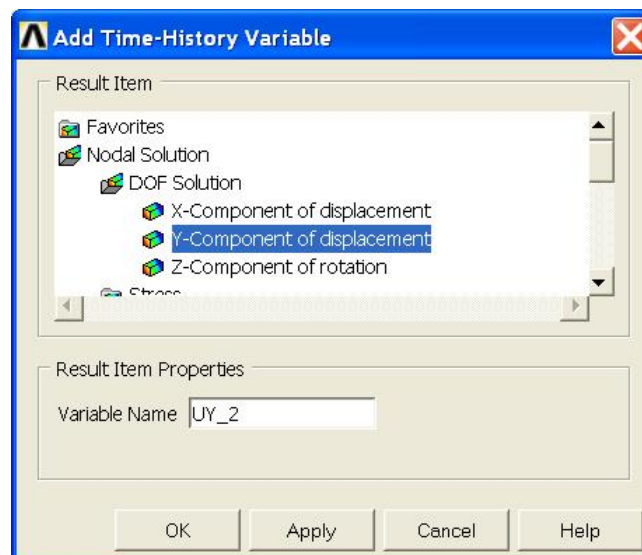 Add Time-History Variable
Result Item
Favorites
Nodal Solution
DOF Solution
X-Component of displacement
Y-Component of displacement
Z-Component of rotation
Stress
Result Item Properties
Variable Name UY_2
OK Apply Cancel Help